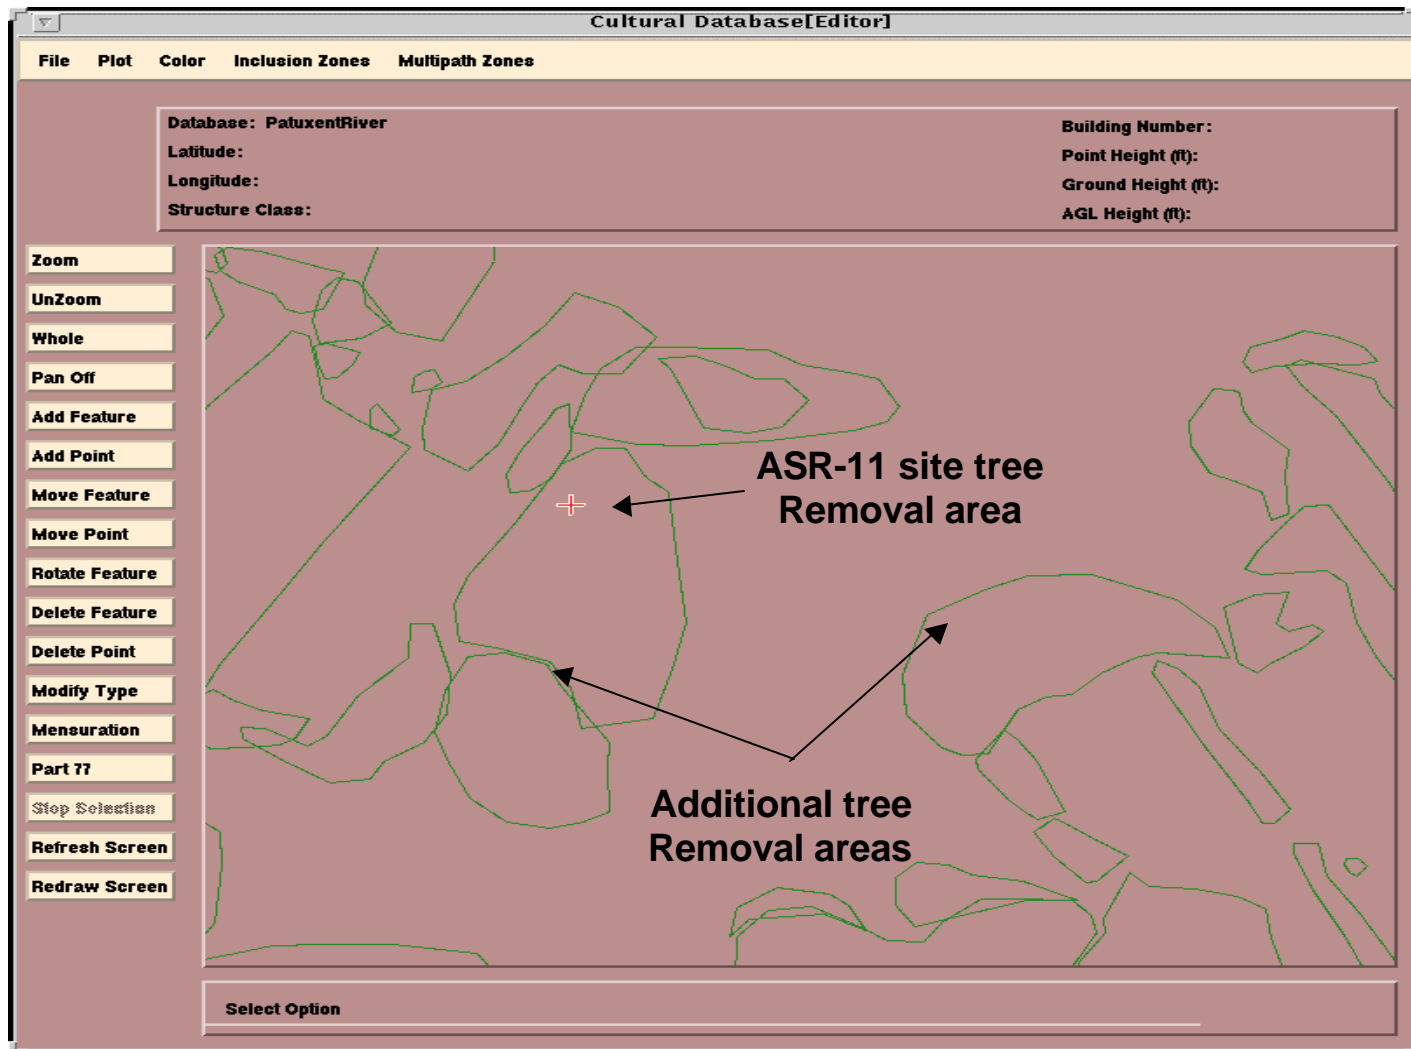 Cultural Database[Editor]
File Plot Color Inclusion Zones Multipath Zones
Database: PatuxentRiver
Latitude:
Longitude:
Structure Class:
Building Number:
Point Height (ft):
Ground Height (ft):
AGL Height (ft):
Zoom
UnZoom
Whole
Pan Off
Add Feature
Add Point
Move Feature
Move Point
Rotate Feature
Delete Feature
Delete Point
Modify Type
Mensuration
Part 77
Stop Selection
Refresh Screen
Redraw Screen
ASR-11 site tree
Removal area
Additional tree
Removal areas
Select Option